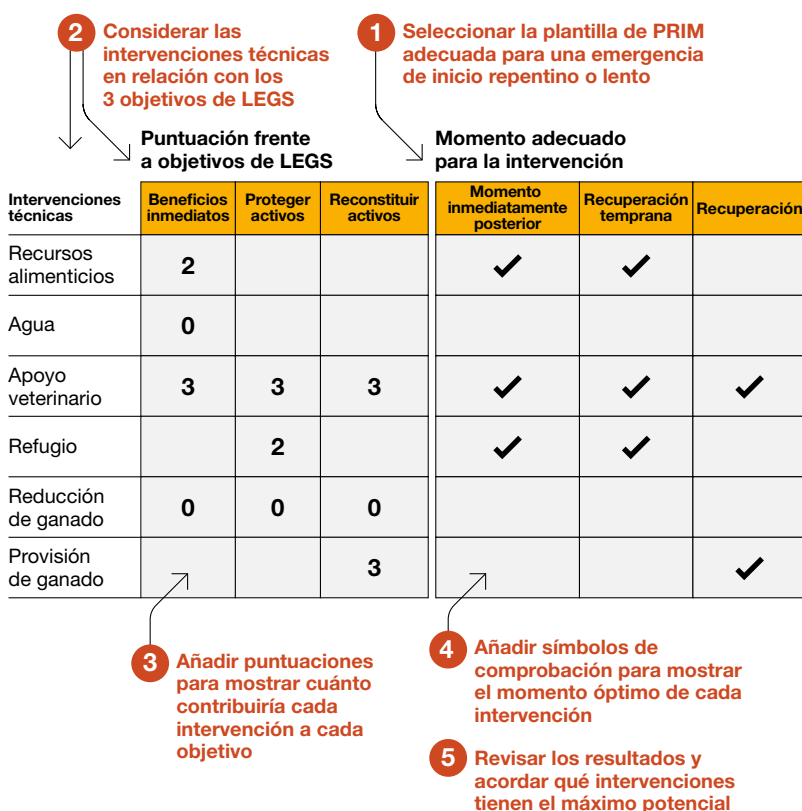 2 Considerar las
intervenciones técnicas
en relación con los
3 objetivos de LEGS
1 Seleccionar la plantilla de PRIM
adecuada para una emergencia
de inicio repentino o lento
Puntuación frente
a objetivos de LEGS
Momento adecuado
para la intervención
Intervenciones
técnicas
Beneficios
inmediatos
Proteger
activos
Reconstituir
activos
Momento
inmediatamente
posterior
Recuperación
temprana
Recuperación
Recursos
alimenticios
2 ✓ ✓
Agua
0
Apoyo
veterinario
3 3 3 ✓ ✓ ✓
Refugio
2 ✓ ✓
Reducción
de ganado
0 0 0
Provisión
de ganado
3 ✓
3 Añadir puntuaciones
para mostrar cuánto
contribuiría cada
intervención a cada
objetivo
4 Añadir símbolos de
comprobación para mostrar
el momento óptimo de cada
intervención
5 Revisar los resultados y
acordar qué intervenciones
tienen el máximo potencial